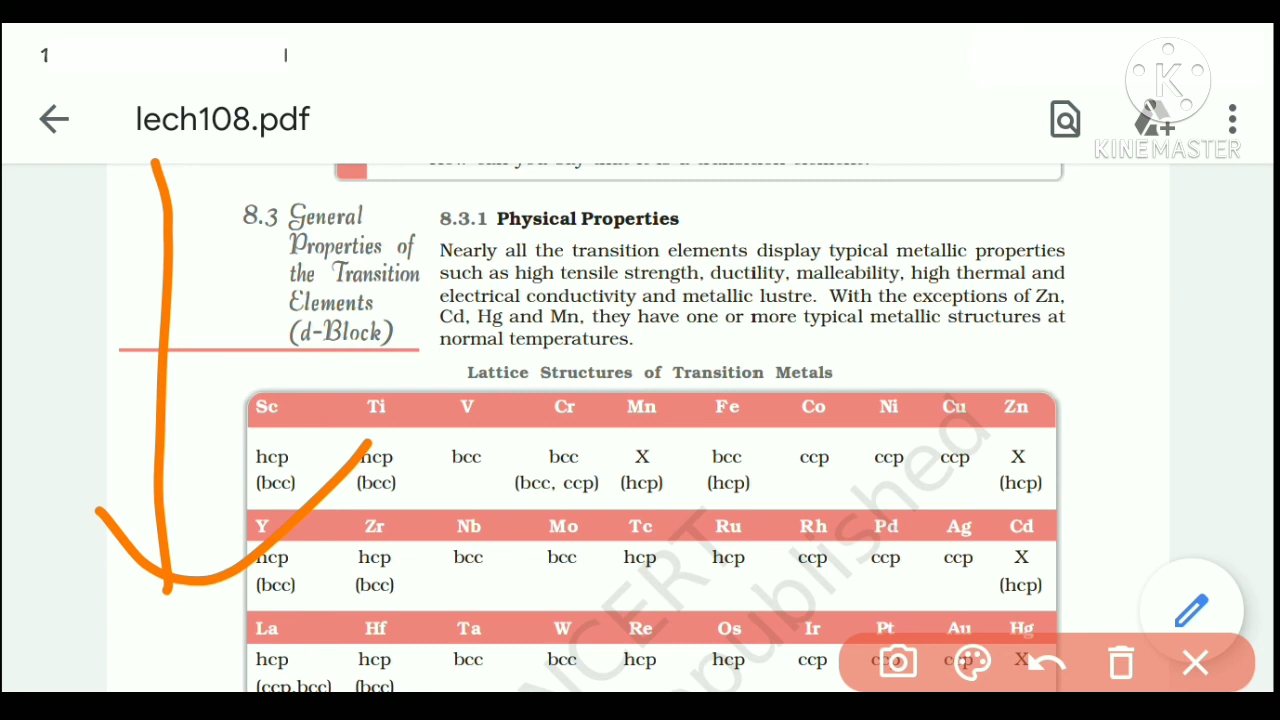 1
lech108.pdf
KINEMASTER
8.3 General
Properties of
the Transition
Elements
(d-Block)
8.3.1 Physical Properties
Nearly all the transition elements display typical metallic properties
such as high tensile strength, ductility, malleability, high thermal and
electrical conductivity and metallic lustre. With the exceptions of Zn,
Cd, Hg and Mn, they have one or more typical metallic structures at
normal temperatures.
Lattice Structures of Transition Metals
Sc Ti V Cr Mn Fe Co Ni Cu Zn
hcp hcp bcc bcc X bcc ccp ccp ccp X
(bcc) (bcc) (bcc, ccp) (hcp) (hcp) (hcp)
Y Zr Nb Mo Tc Ru Rh Pd Ag Cd
hcp hcp bcc bcc hcp hcp ccp ccp ccp X
(bcc) (bcc) (hcp)
La Hf Ta W Re Os Ir Pt Au Hg
hcp hcp bcc bcc hcp hcp ccp ccp ccp X
(ccp,bcc) (bcc)
NCERT
republished